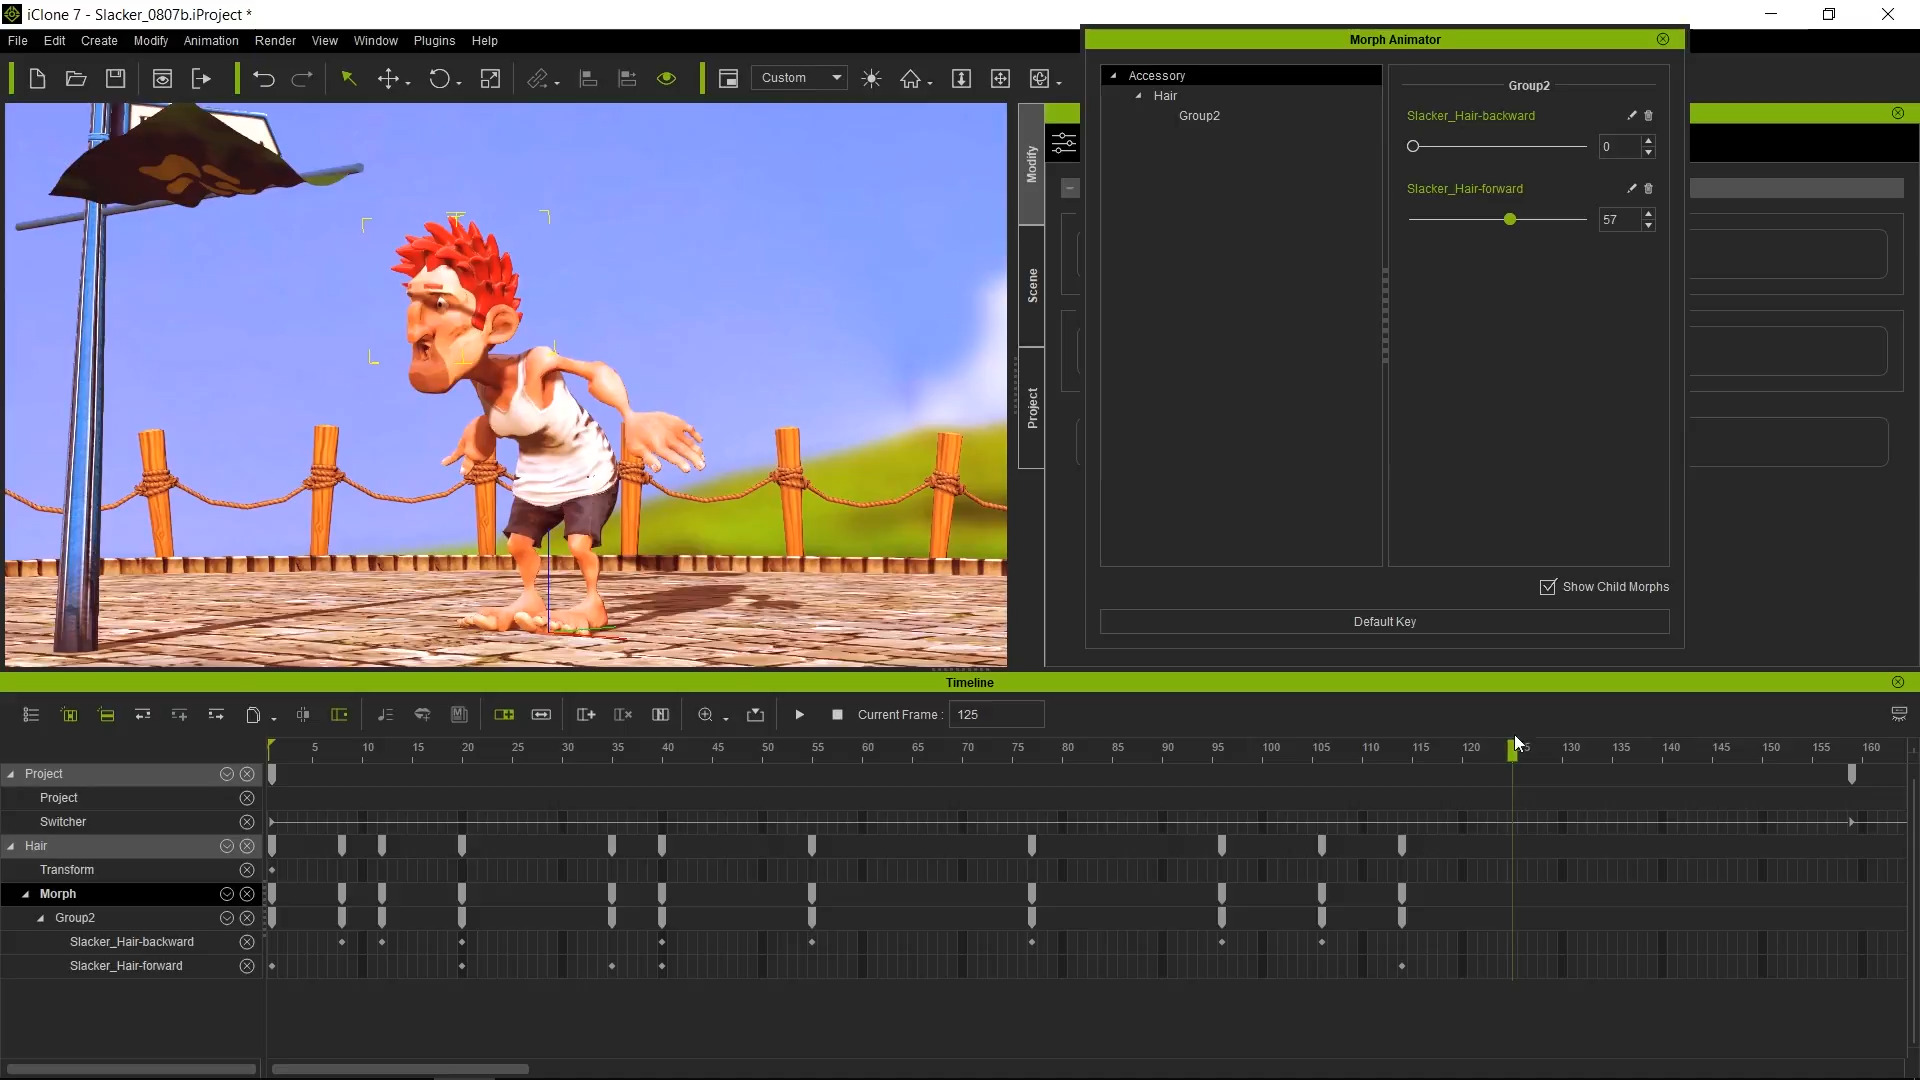 iClone 7 - Slacker_0807b.iProject *
File Edit Create Modify Animation Render View Window Plugins Help
Custom
Morph Animator
Accessory
Hair
Group2
Group2
Slacker_Hair-backward
0
Slacker_Hair-forward
57
Show Child Morphs
Default Key
Modify
Scene
Project
Timeline
Current Frame : 125
5 10 15 20 25 30 35 40 45 50 55 60 65 70 75 80 85 90 95 100 105 110 115 120 130 135 140 145 150 155 160
Project
Project
Switcher
Hair
Transform
Morph
Group2
Slacker_Hair-backward
Slacker_Hair-forward